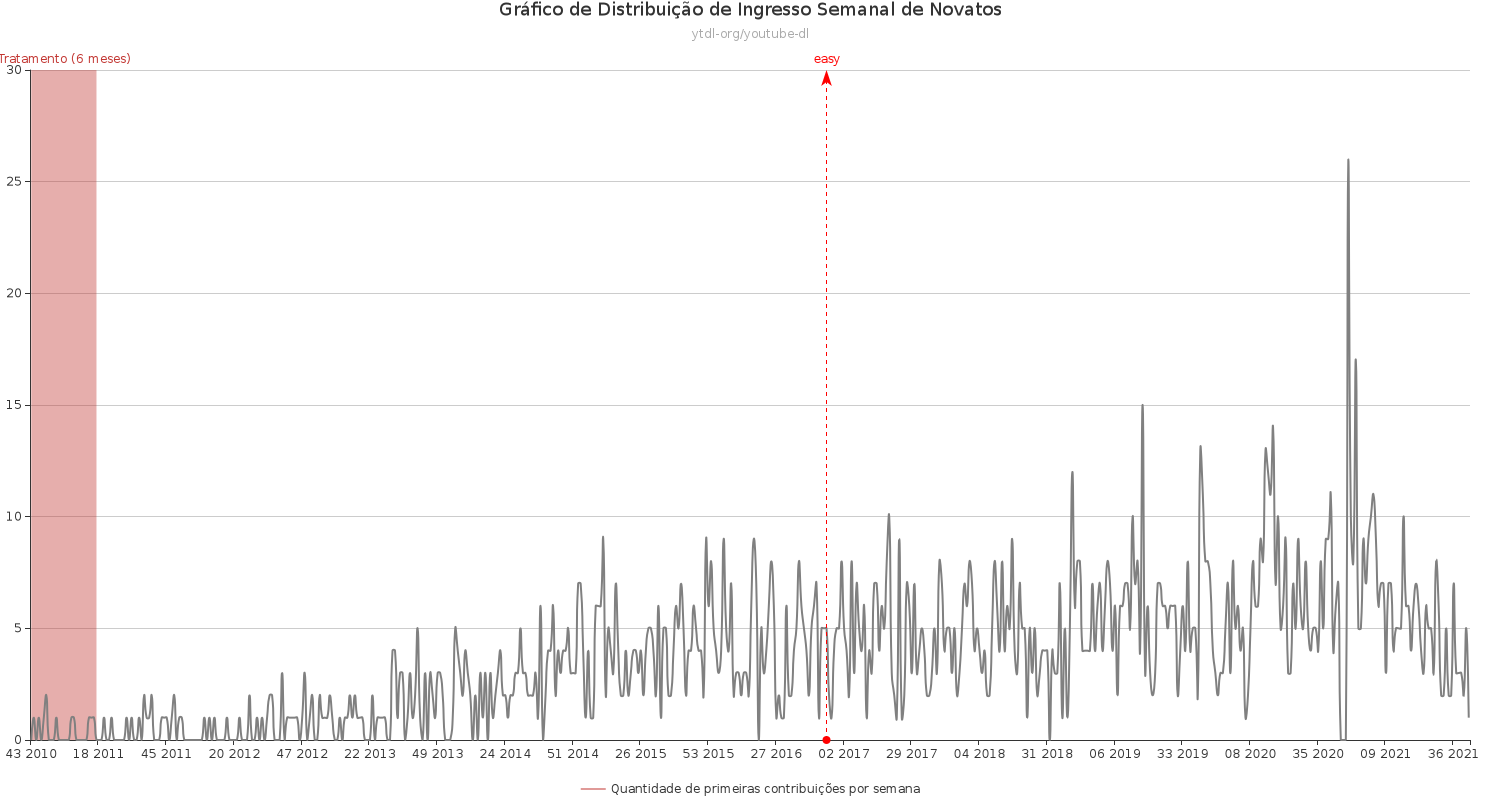 Gráfico de Distribuição de Ingresso Semanal de Novatos
ytdl-org/youtube-dl
Tratamento (6 meses)
easy
30
25
20
15
10
5
0
43 2010 18 2011 45 2011 20 2012 47 2012 22 2013 49 2013 24 2014 51 2014 26 2015 53 2015 27 2016 02 2017 29 2017 04 2018 31 2018 06 2019 33 2019 08 2020 35 2020 09 2021 36 2021
Quantidade de primeiras contribuições por semana